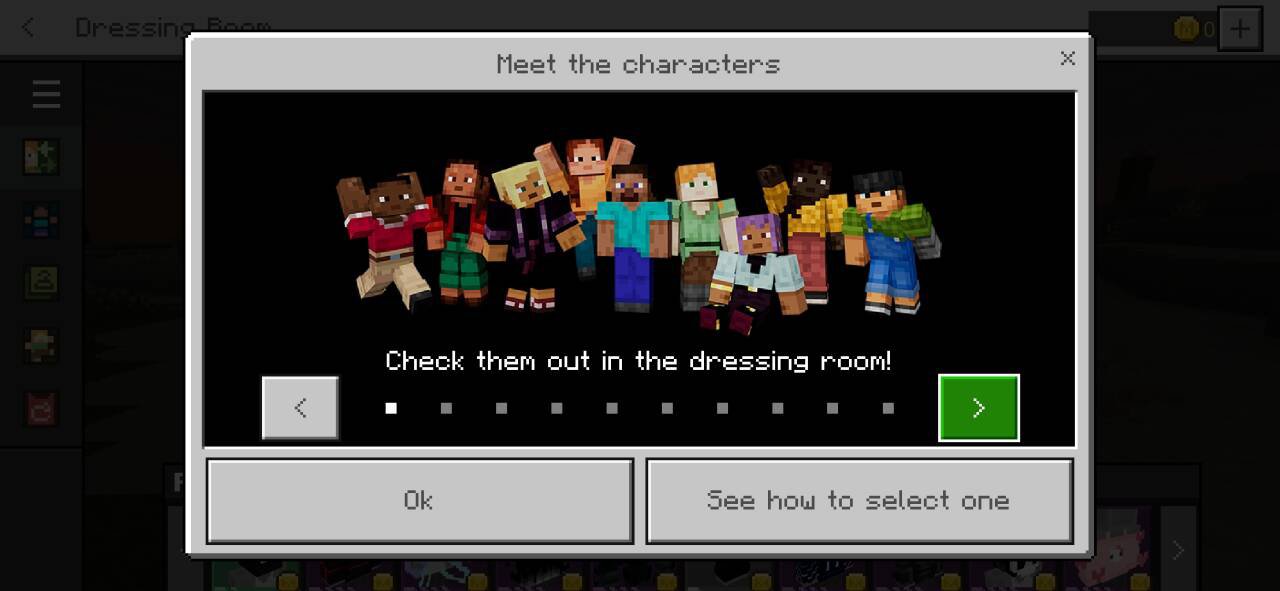 Dressing Room
0
Meet the characters
Check them out in the dressing room!
Ok
See how to select one